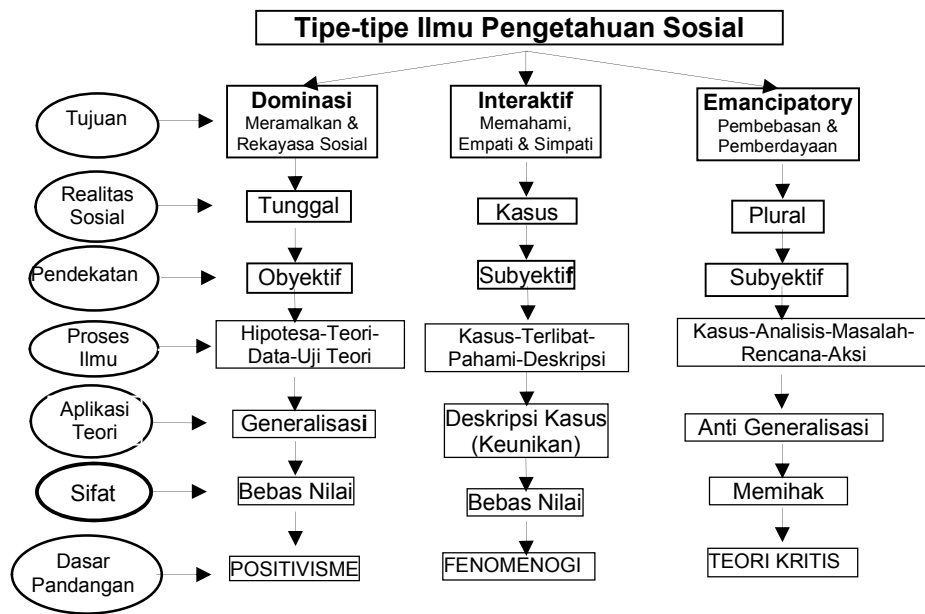 Tipe-tipe Ilmu Pengetahuan Sosial
Tujuan
Dominasi
Meramalkan &
Rekayasa Sosial
Interaktif
Memahami,
Empati & Simpati
Emancipatory
Pembebasan &
Pemberdayaan
Realitas
Sosial
Tunggal
Kasus
Plural
Pendekatan
Obyektif
Subyektif
Subyektif
Proses
Ilmu
Hipotesa-Teori-
Data-Uji Teori
Kasus-Terlibat-
Pahami-Deskripsi
Kasus-Analisis-Masalah-
Rencana-Aksi
Aplikasi
Teori
Generalisasi
Deskripsi Kasus
(Keunikan)
Anti Generalisasi
Sifat
Bebas Nilai
Bebas Nilai
Memihak
Dasar
Pandangan
POSITIVISME
FENOMENOGI
TEORI KRITIS